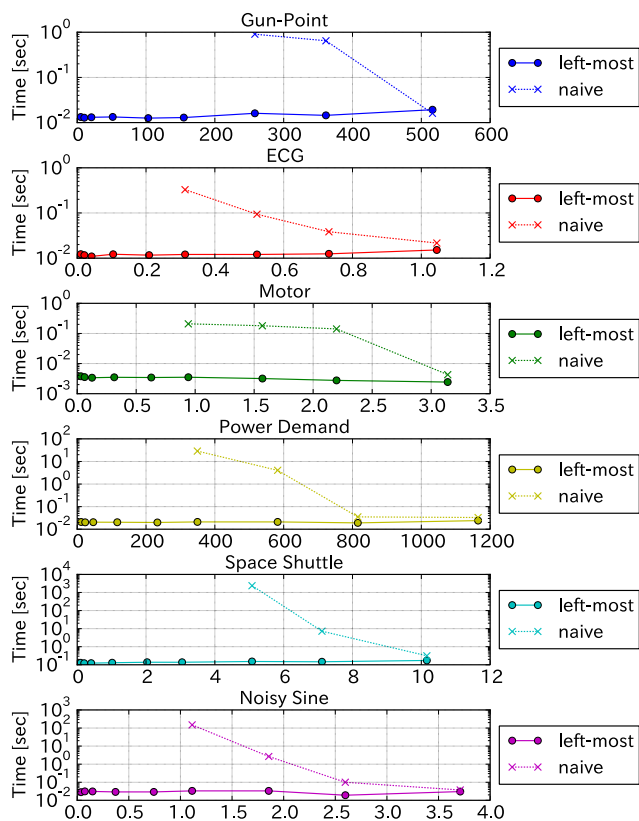 Gun-Point
Time [sec]
10^0
10^-1
10^-2
0 100 200 300 400 500 600
left-most
naive
ECG
Time [sec]
10^0
10^-1
10^-2
0.0 0.2 0.4 0.6 0.8 1.0 1.2
left-most
naive
Motor
Time [sec]
10^0
10^-1
10^-2
10^-3
0.0 0.5 1.0 1.5 2.0 2.5 3.0 3.5
left-most
naive
Power Demand
Time [sec]
10^2
10^1
10^0
10^-1
10^-2
0 200 400 600 800 1000 1200
left-most
naive
Space Shuttle
Time [sec]
10^4
10^3
10^2
10^1
10^0
10^-1
0 2 4 6 8 10 12
left-most
naive
Noisy Sine
Time [sec]
10^3
10^2
10^1
10^0
10^-1
10^-2
0.0 0.5 1.0 1.5 2.0 2.5 3.0 3.5 4.0
left-most
naive